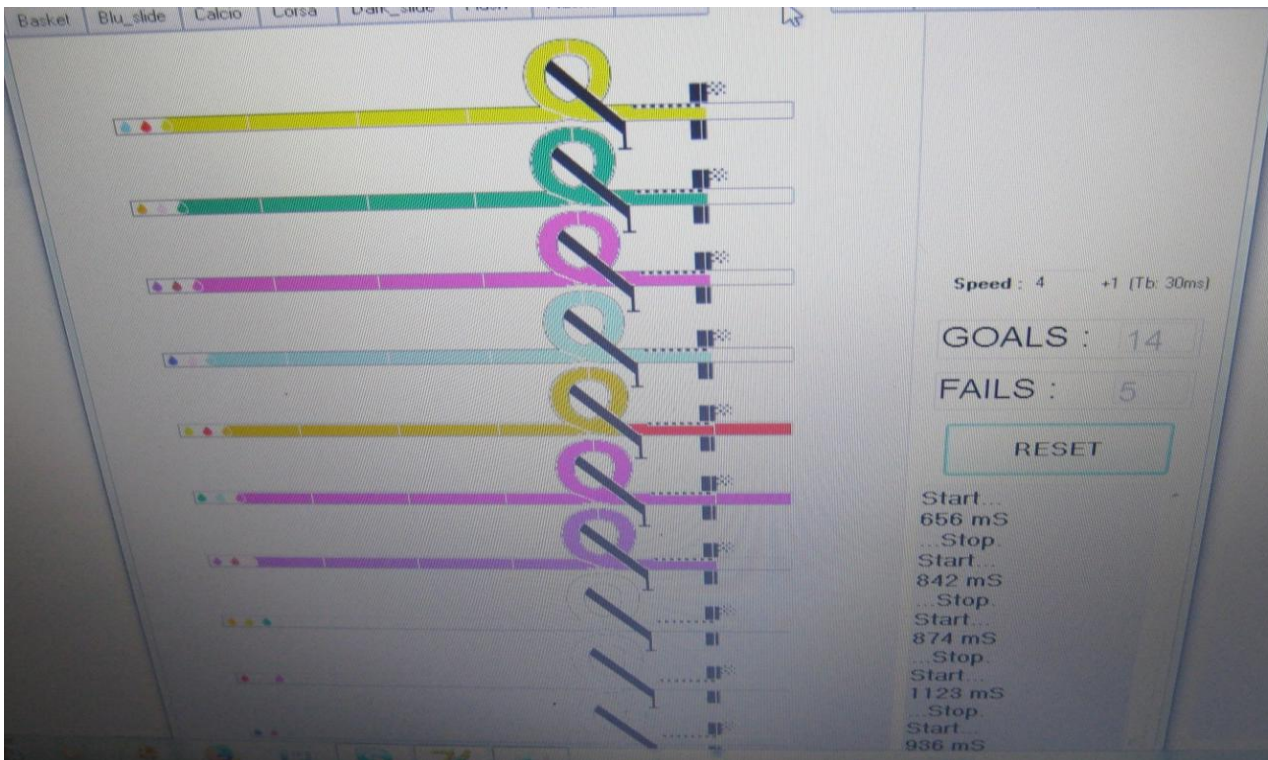 Basket Blu_slide Calcio Corsa Dark_slide
Speed : 4 +1 (Tb: 30ms)
GOALS : 14
FAILS : 5
RESET
Start...
656 mS
...Stop.
Start...
842 mS
...Stop.
Start...
874 mS
...Stop.
Start...
1123 mS
...Stop.
Start...
936 mS